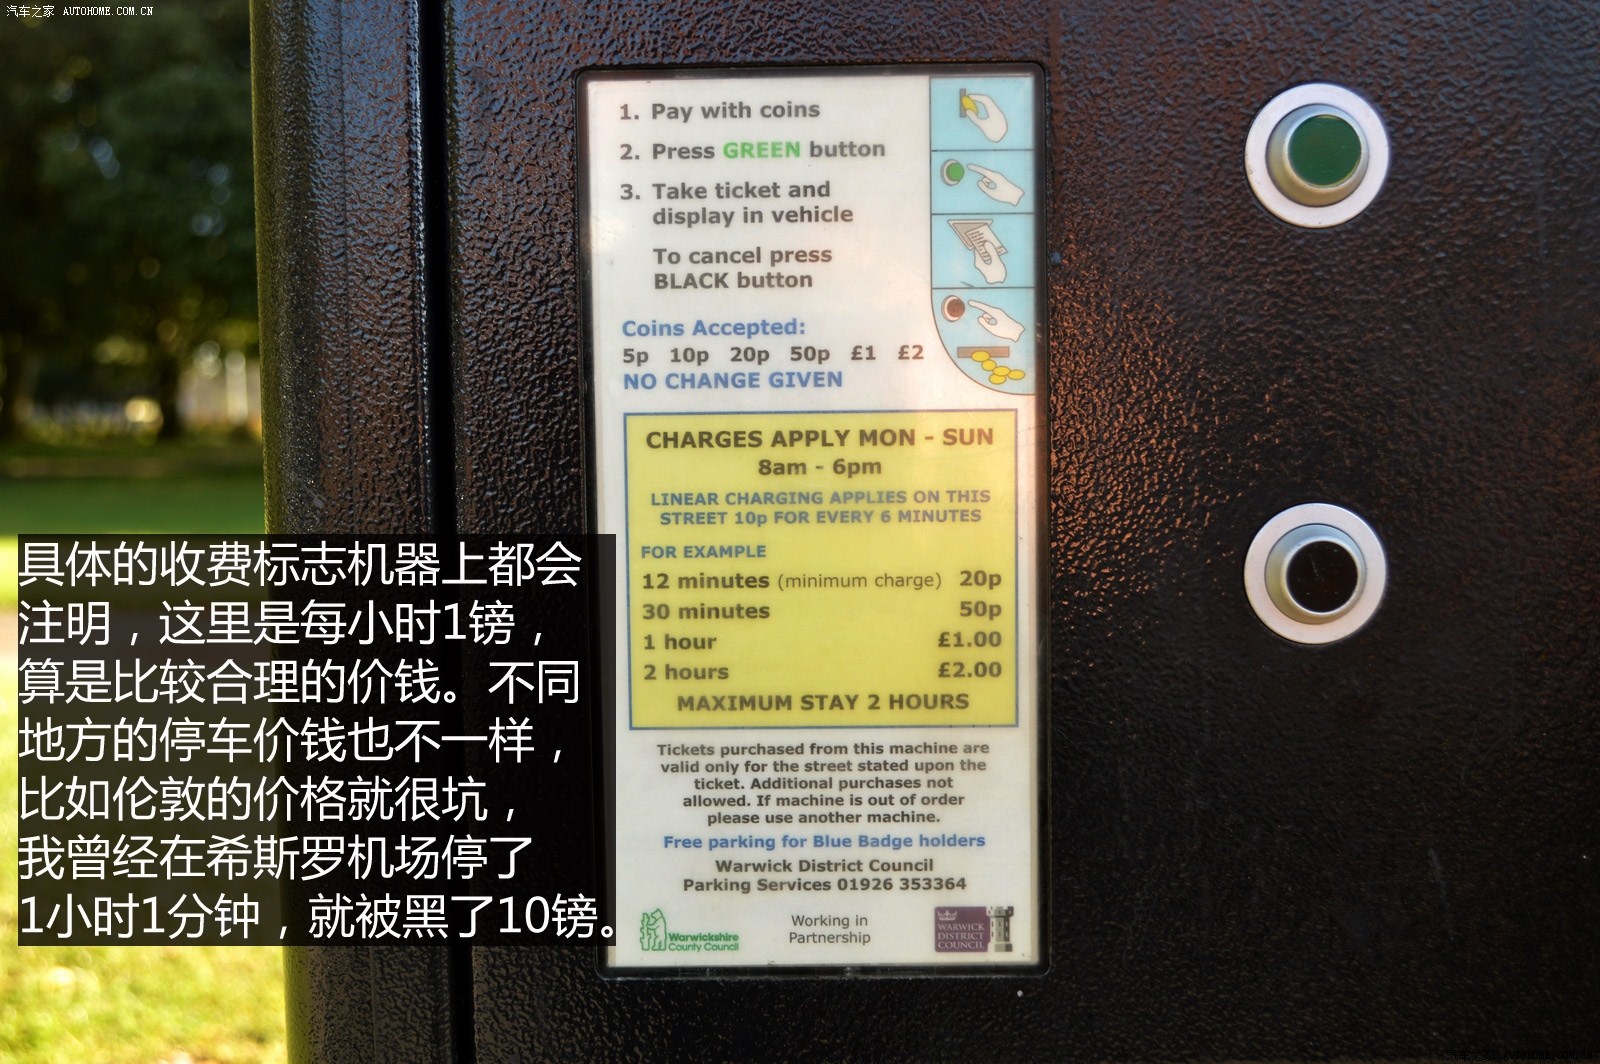 汽车之家 AUTOHOME.COM.CN
1. Pay with coins
2. Press GREEN button
3. Take ticket and
display in vehicle
To cancel press
BLACK button
Coins Accepted:
5p 10p 20p 50p £1 £2
NO CHANGE GIVEN
CHARGES APPLY MON - SUN
8am - 6pm
LINEAR CHARGING APPLIES ON THIS
STREET 10p FOR EVERY 6 MINUTES
FOR EXAMPLE
12 minutes (minimum charge) 20p
30 minutes 50p
1 hour £1.00
2 hours £2.00
MAXIMUM STAY 2 HOURS
Tickets purchased from this machine are
valid only for the street stated upon the
ticket. Additional purchases not
allowed. If machine is out of order
please use another machine.
Free parking for Blue Badge holders
Warwick District Council
Parking Services 01926 353364
Warwickshire
County Council
Working in
Partnership
WARWICK
DISTRICT
COUNCIL
具体的收费标志机器上都会
注明，这里是每小时1镑，
算是比较合理的价钱。不同
地方的停车价钱也不一样，
比如伦敦的价格就很坑，
我曾经在希斯罗机场停了
1小时1分钟，就被黑了10镑。